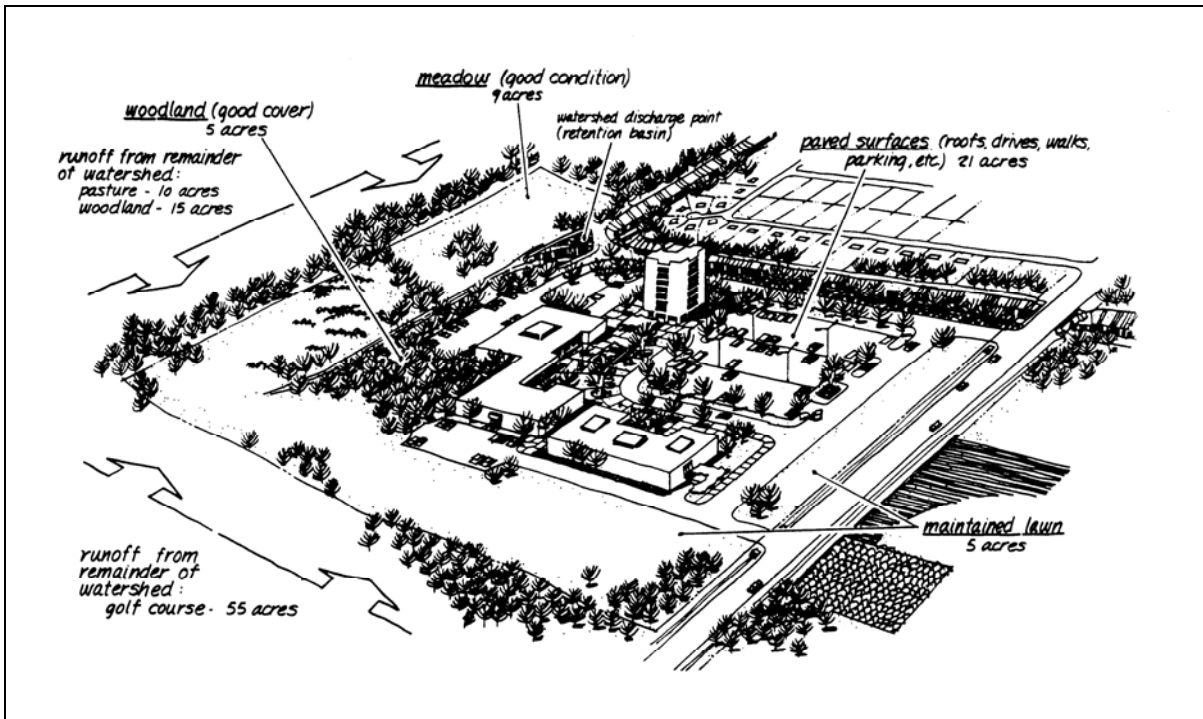 meadow (good condition)
9 acres
woodland (good cover)
5 acres
watershed discharge point
(retention basin)
paved surfaces (roofs, drives, walks,
parking, etc) 21 acres
runoff from remainder
of watershed:
pasture - 10 acres
woodland - 15 acres
maintained lawn
5 acres
runoff from
remainder of
watershed:
golf course - 55 acres